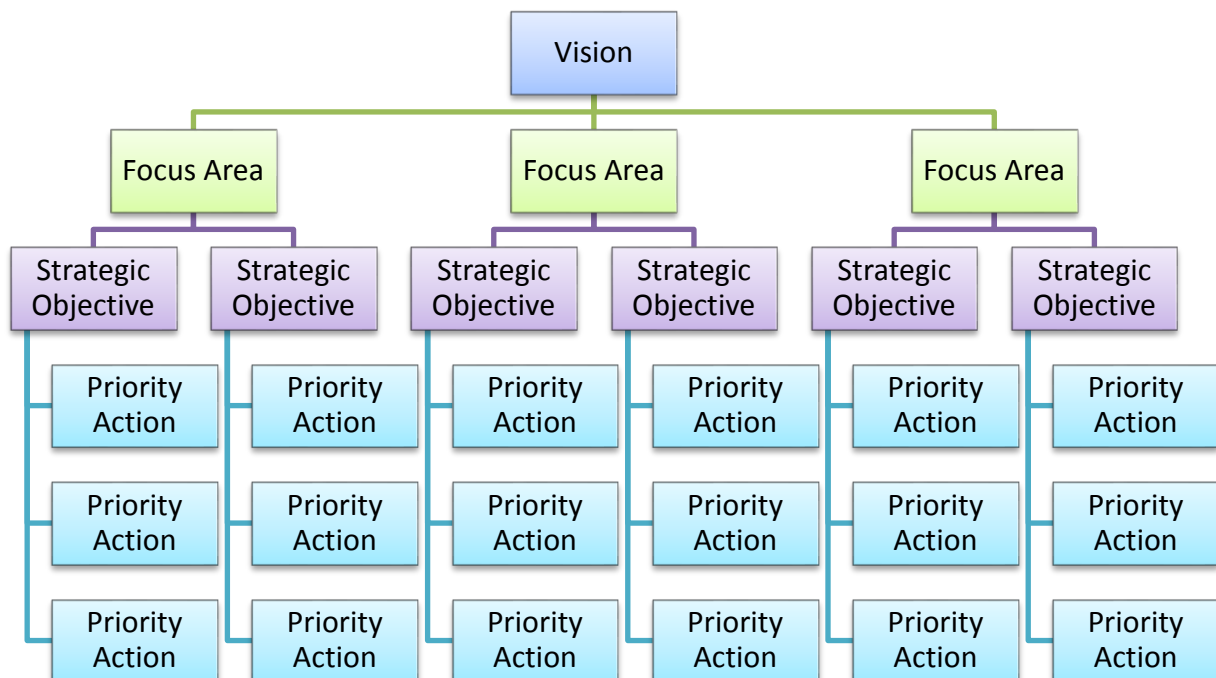 Vision
Focus Area
Focus Area
Focus Area
Strategic
Objective
Strategic
Objective
Strategic
Objective
Strategic
Objective
Strategic
Objective
Strategic
Objective
Priority
Action
Priority
Action
Priority
Action
Priority
Action
Priority
Action
Priority
Action
Priority
Action
Priority
Action
Priority
Action
Priority
Action
Priority
Action
Priority
Action
Priority
Action
Priority
Action
Priority
Action
Priority
Action
Priority
Action
Priority
Action